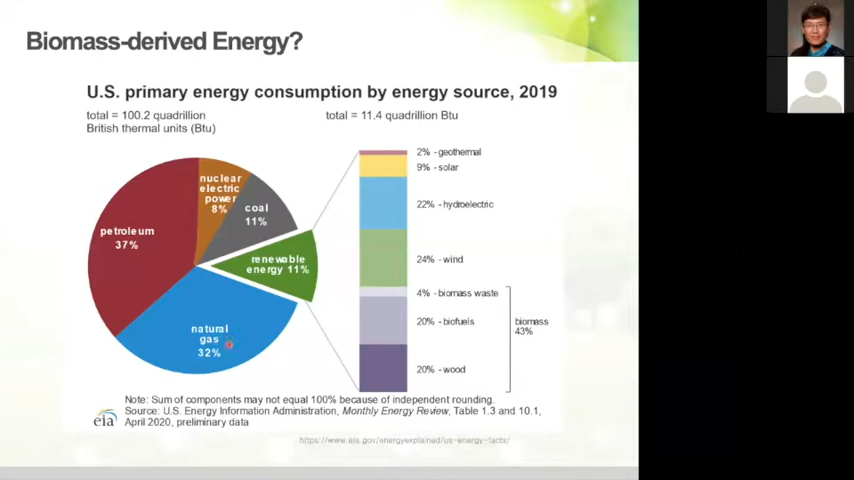 Biomass-derived Energy?
U.S. primary energy consumption by energy source, 2019
total = 100.2 quadrillion
British thermal units (Btu)
total = 11.4 quadrillion Btu
nuclear
electric
power
8%
coal
11%
petroleum
37%
renewable
energy 11%
natural
gas
32%
2% - geothermal
9% - solar
22% - hydroelectric
24% - wind
4% - biomass waste
20% - biofuels
20% - wood
biomass
43%
Note: Sum of components may not equal 100% because of independent rounding.
Source: U.S. Energy Information Administration, Monthly Energy Review, Table 1.3 and 10.1,
April 2020, preliminary data
eia
https://www.eis.gov/energyexplained/us-energy-facts/